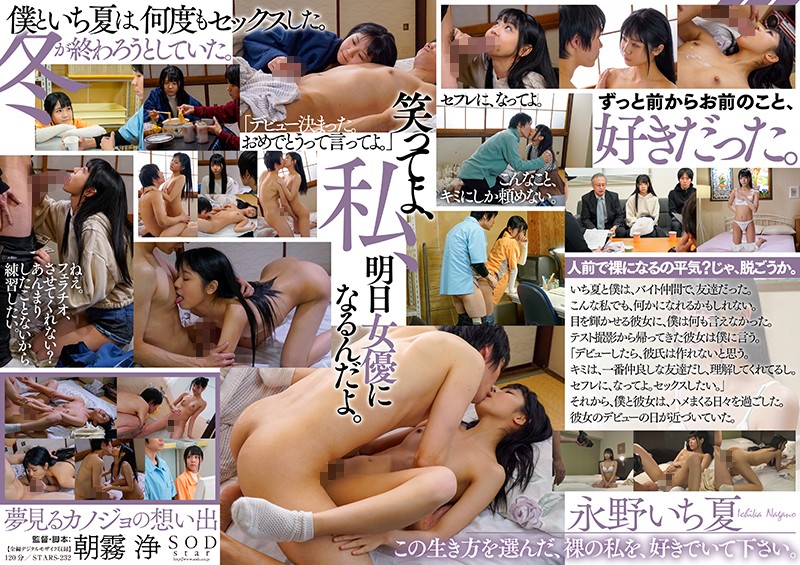 僕といち夏は、何度もセックスした。
冬が終わろうとしていた。
「デビュー決まった。
おめでとうって言ってよ。」
笑ってよ、
私、
明日女優に
なるんだよ。
ねえ。
フェラチオ、
させてくれない?
あんまり
したことないから
練習したい。
セフレに、なってよ。
こんなこと、
キミにしか頼めない。
ずっと前からお前のこと、
好きだった。
人前で裸になるの平気?じゃ、脱ごうか。
いち夏と僕は、バイト仲間で、友達だった。
こんな私でも、何かになれるかもしれない。
目を輝かせる彼女に、僕は何も言えなかった。
テスト撮影から帰ってきた彼女は僕に言う。
「デビューしたら、彼氏は作れないと思う。
キミは、一番仲良しな友達だし、理解してくれてるし。
セフレに、なってよ。セックスしたい。」
それから、僕と彼女は、ハメまくる日々を過ごした。
彼女のデビューの日が近づいていた。
夢見るカノジョの想い出
監督・脚本:
朝霧 浄
【全編デジタルモザイク収録】
120分/STARS-232
SOD
star
永野いち夏
Ichika Nagano
この生き方を選んだ、裸の私を、好きでいて下さい。